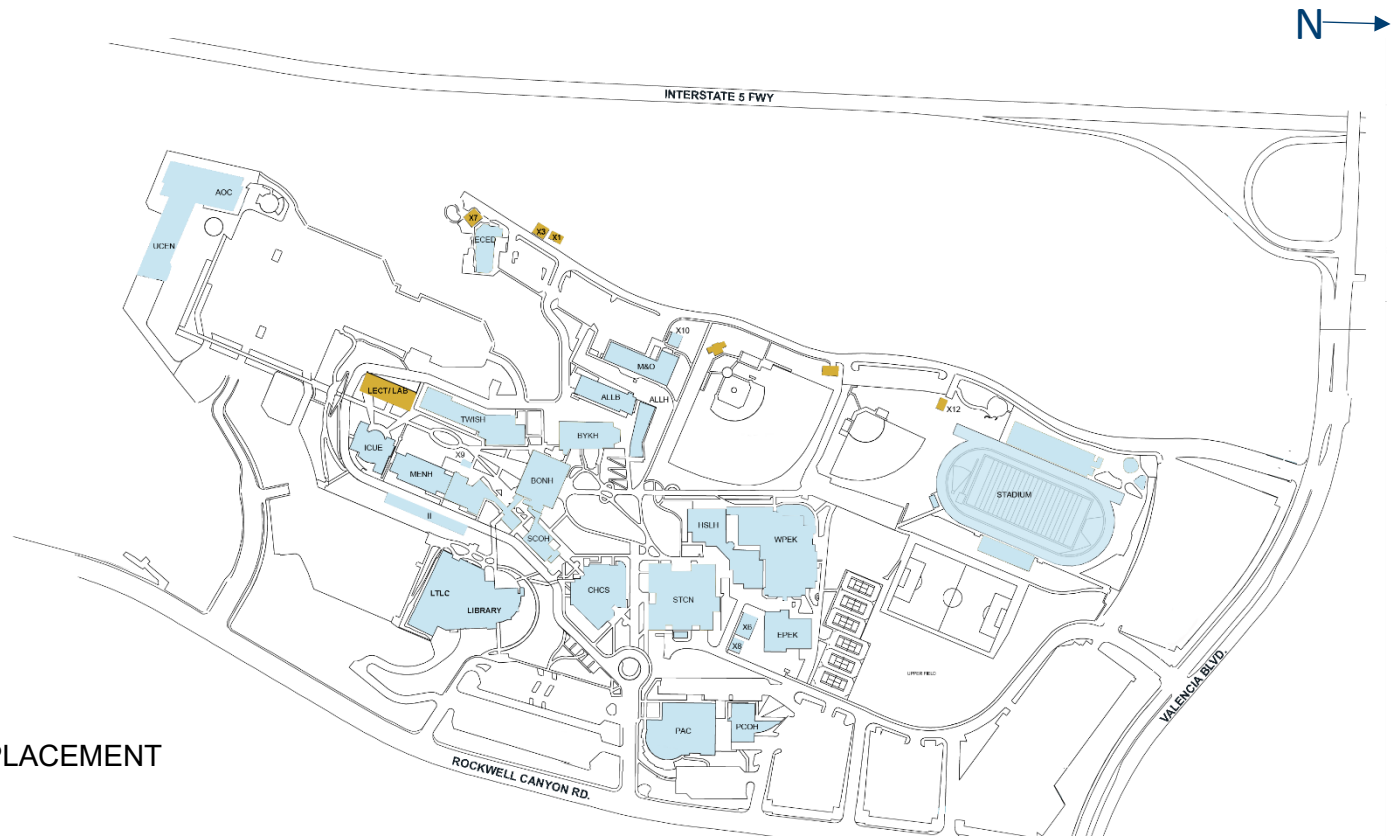 N
INTERSTATE 5 FWY
AOC
UCEN
X7
X3
X1
ECED
X10
M&O
LECT/ LAB
ALLB
ALLH
X12
TWISH
BYKH
ICUE
X9
MENH
BONH
STADIUM
II
HSLH
WPEK
SCOH
LTLC
LIBRARY
CHCS
STCN
X6
X8
EPEK
UPPER FIELD
VALENCIA BLVD.
PAC
PCOH
PLACEMENT
ROCKWELL CANYON RD.